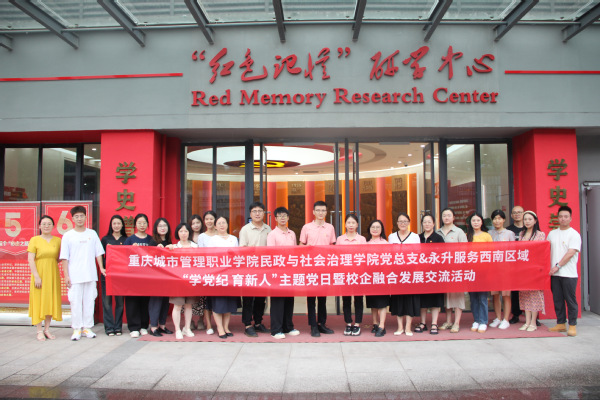 “红色记忆”研学中心
Red Memory Research Center
学史
学史
5
6
重庆城市管理职业学院民政与社会治理学院党总支&永升服务西南区域
“学党纪 育新人”主题党日暨校企融合发展交流活动